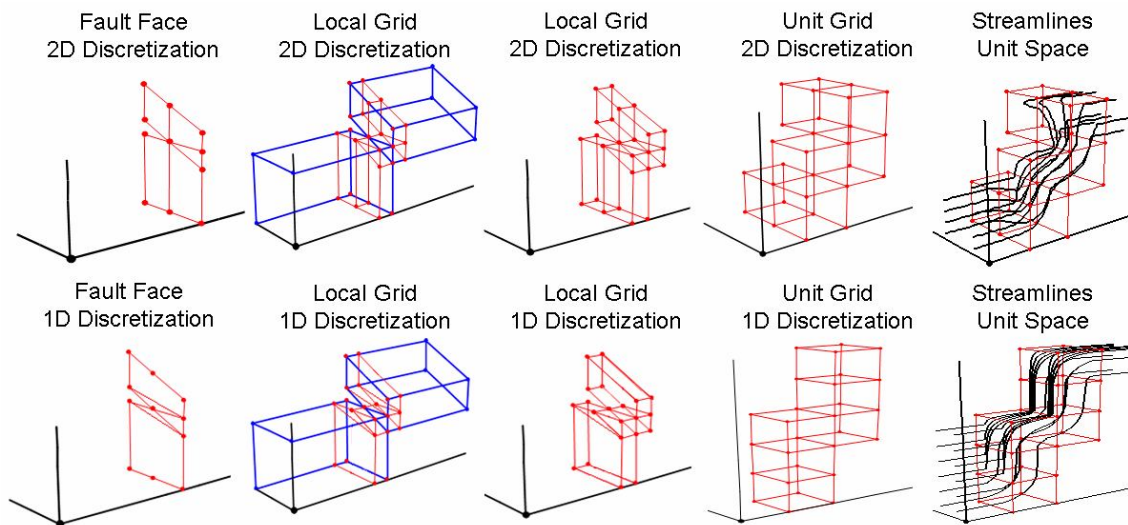 Fault Face
2D Discretization
Local Grid
2D Discretization
Local Grid
2D Discretization
Unit Grid
2D Discretization
Streamlines
Unit Space
Fault Face
1D Discretization
Local Grid
1D Discretization
Local Grid
1D Discretization
Unit Grid
1D Discretization
Streamlines
Unit Space